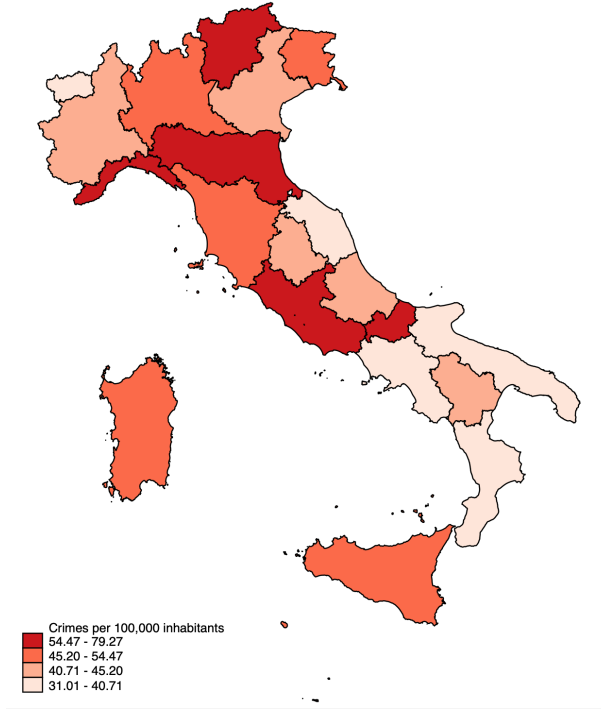 Crimes per 100,000 inhabitants
54.47 - 79.27
45.20 - 54.47
40.71 - 45.20
31.01 - 40.71